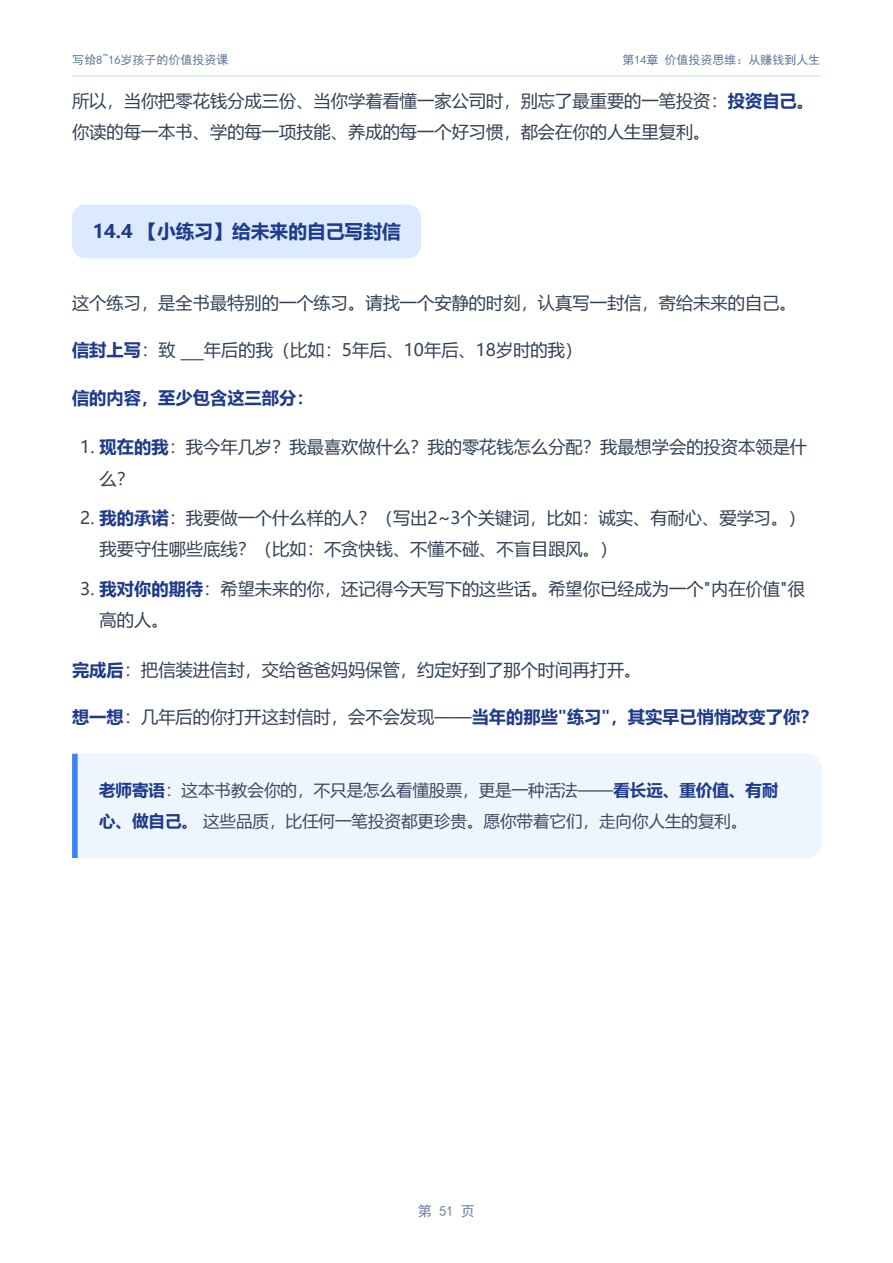 写给8~16岁孩子的价值投资课
第14章 价值投资思维：从赚钱到人生
所以，当你把零花钱分成三份、当你学着看懂一家公司时，别忘了最重要的一笔投资：投资自己。
你读的每一本书、学的每一项技能、养成的每一个好习惯，都会在你的人生里复利。
14.4 【小练习】给未来的自己写封信
这个练习，是全书最特别的一个练习。请找一个安静的时刻，认真写一封信，寄给未来的自己。
信封上写：致 ___年后的我（比如：5年后、10年后、18岁时的我）
信的内容，至少包含这三部分：
1. 现在的我：我今年几岁？我最喜欢做什么？我的零花钱怎么分配？我最想学会的投资本领是什
么？
2. 我的承诺：我要做一个什么样的人？（写出2~3个关键词，比如：诚实、有耐心、爱学习。）
我要守住哪些底线？（比如：不贪快钱、不懂不碰、不盲目跟风。）
3. 我对你的期待：希望未来的你，还记得今天写下的这些话。希望你已经成为一个"内在价值"很
高的人。
完成后：把信装进信封，交给爸爸妈妈保管，约定好到了那个时间再打开。
想一想：几年后的你打开这封信时，会不会发现——当年的那些"练习"，其实早已悄悄改变了你？
老师寄语：这本书教会你的，不只是怎么看懂股票，更是一种活法——看长远、重价值、有耐
心、做自己。 这些品质，比任何一笔投资都更珍贵。愿你带着它们，走向你人生的复利。
第 51 页